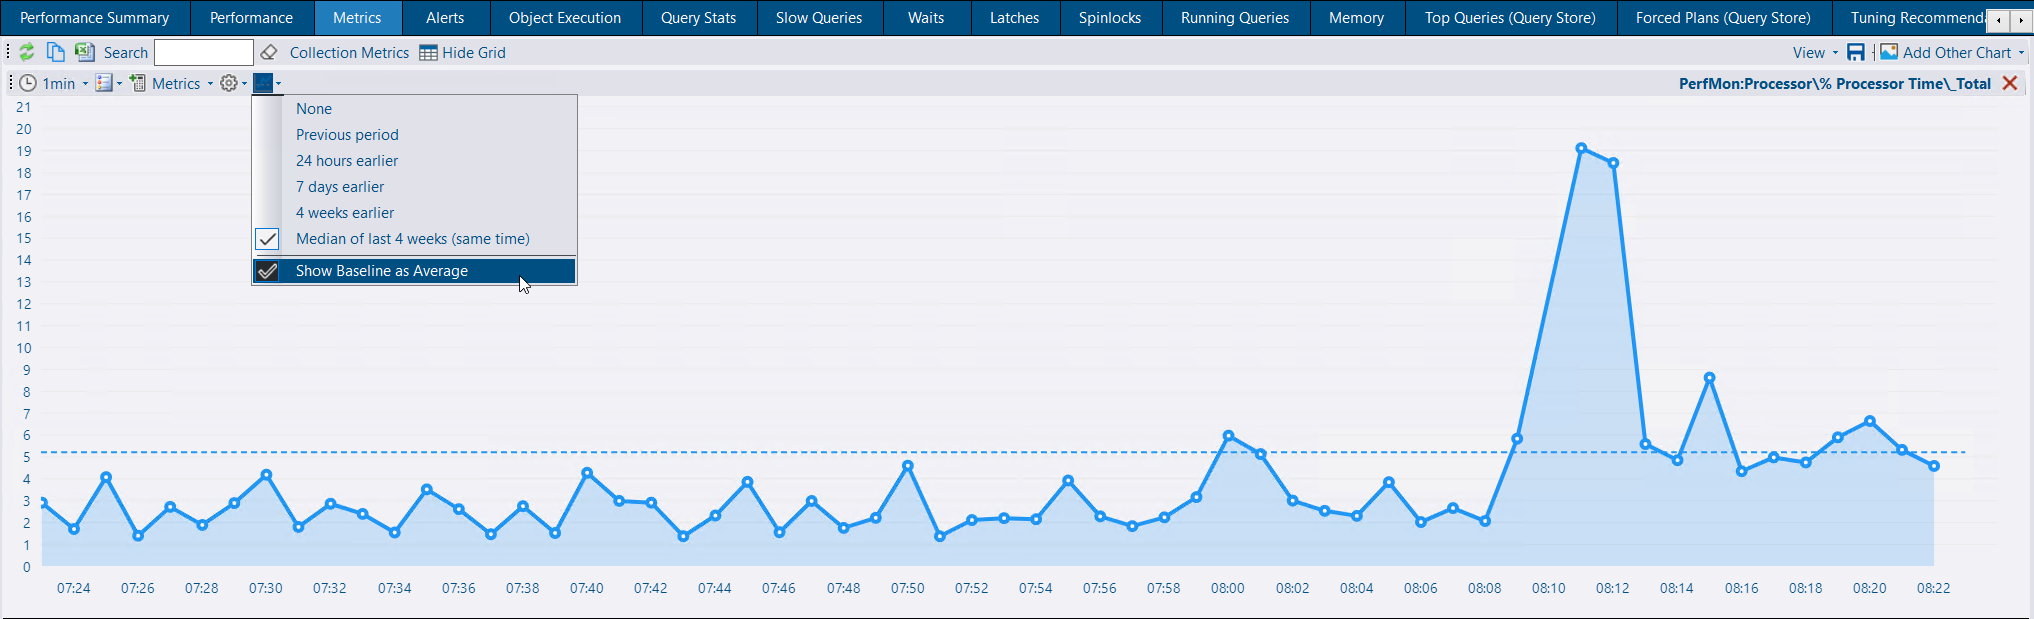 Performance Summary Performance Metrics Alerts Object Execution Query Stats Slow Queries Waits Latches Spinlocks Running Queries Memory Top Queries (Query Store) Forced Plans (Query Store) Tuning Recommend
Search Collection Metrics Hide Grid View Add Other Chart
1min Metrics PerfMon:Processor\% Processor Time\_Total
None
Previous period
24 hours earlier
7 days earlier
4 weeks earlier
Median of last 4 weeks (same time)
Show Baseline as Average
21
20
19
18
17
16
15
14
13
12
11
10
9
8
7
6
5
4
3
2
1
0
07:24 07:26 07:28 07:30 07:32 07:34 07:36 07:38 07:40 07:42 07:44 07:46 07:48 07:50 07:52 07:54 07:56 07:58 08:00 08:02 08:04 08:06 08:08 08:10 08:12 08:14 08:16 08:18 08:20 08:22